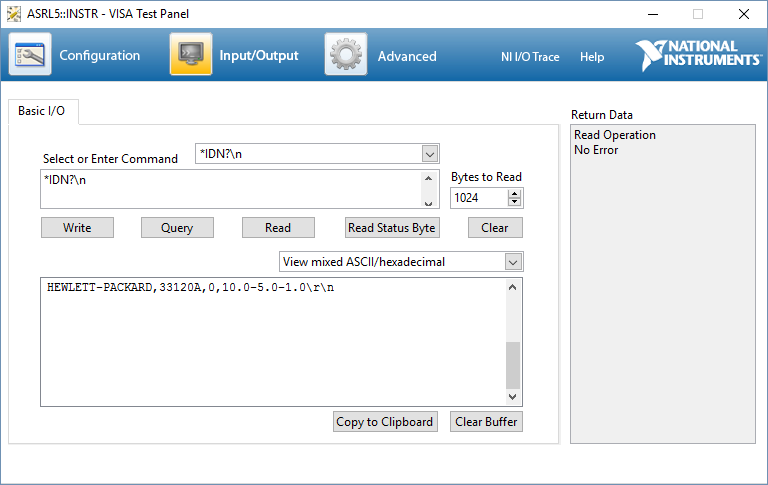 ASRL5::INSTR - VISA Test Panel
Configuration
Input/Output
Advanced
NI I/O Trace
Help
NATIONAL
INSTRUMENTS
Basic I/O
Return Data
Read Operation
No Error
Select or Enter Command
*IDN?\n
*IDN?\n
Bytes to Read
1024
Write
Query
Read
Read Status Byte
Clear
View mixed ASCII/hexadecimal
HEWLETT-PACKARD,33120A,0,10.0-5.0-1.0\r\n
Copy to Clipboard
Clear Buffer